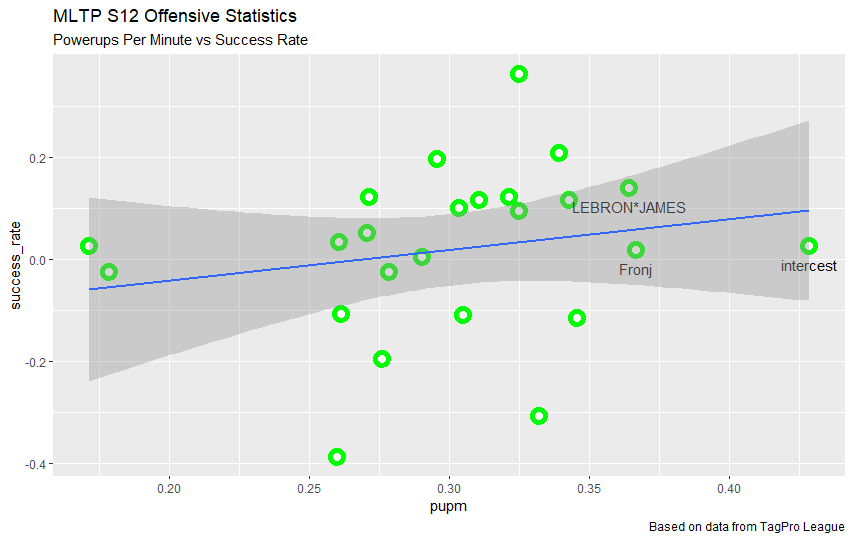 MLTP S12 Offensive Statistics
Powerups Per Minute vs Success Rate
success_rate
0.2
0.0
-0.2
-0.4
LEBRON*JAMES
Fronj
intercest
0.20
0.25
0.30
0.35
0.40
pupm
Based on data from TagPro League